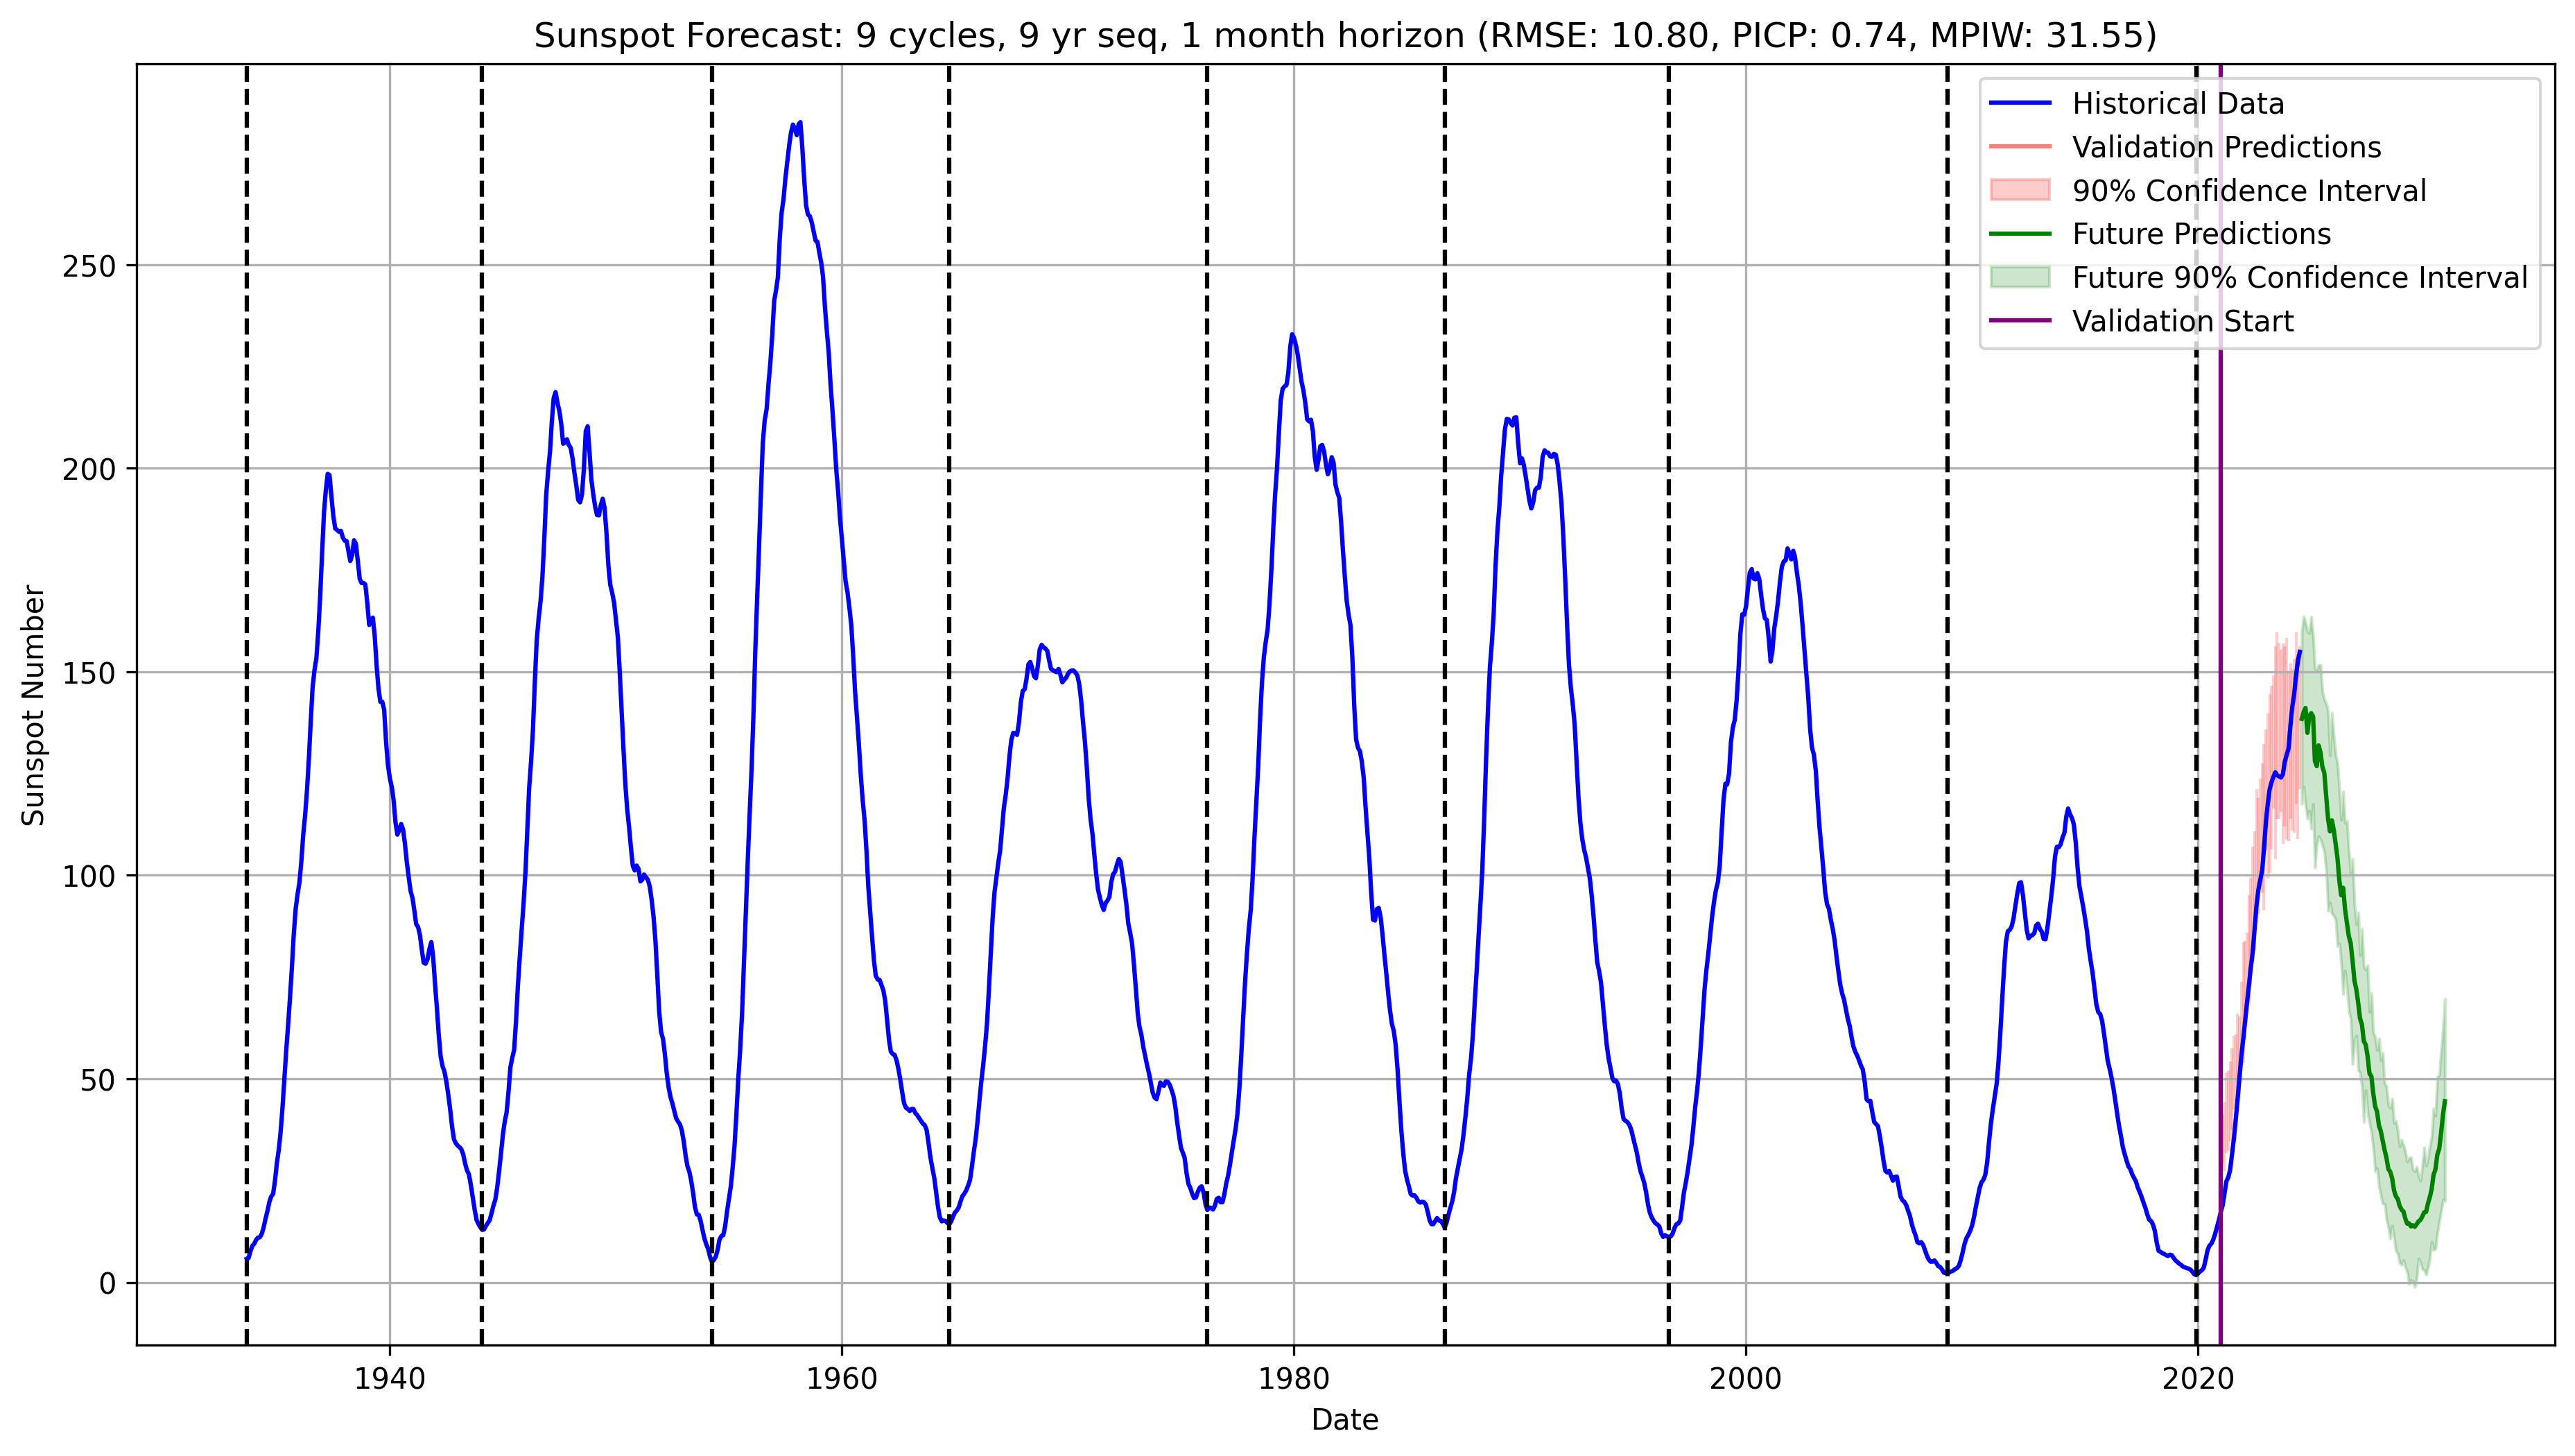 Sunspot Forecast: 9 cycles, 9 yr seq, 1 month horizon (RMSE: 10.80, PICP: 0.74, MPIW: 31.55)
Historical Data
Validation Predictions
90% Confidence Interval
Future Predictions
Future 90% Confidence Interval
Validation Start
Sunspot Number
250
200
150
100
50
0
1940
1960
1980
2000
2020
Date